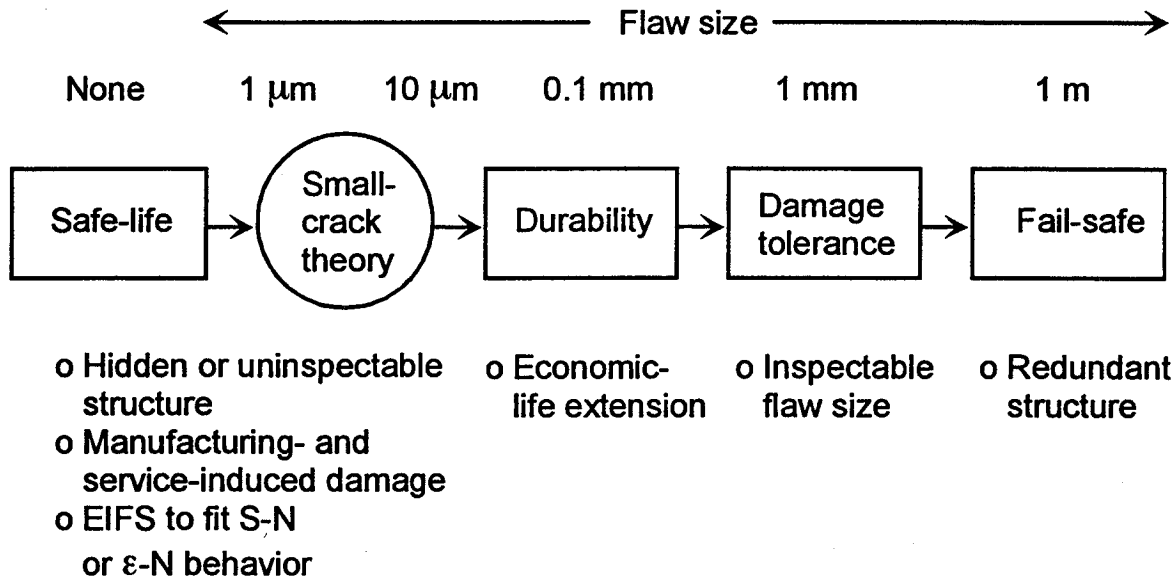 Flaw size
None 1 μm 10 μm 0.1 mm 1 mm 1 m
Safe-life
Small-
crack
theory
Durability
Damage
tolerance
Fail-safe
o Hidden or uninspectable
structure
o Manufacturing- and
service-induced damage
o EIFS to fit S-N
or ε-N behavior
o Economic-
life extension
o Inspectable
flaw size
o Redundant
structure